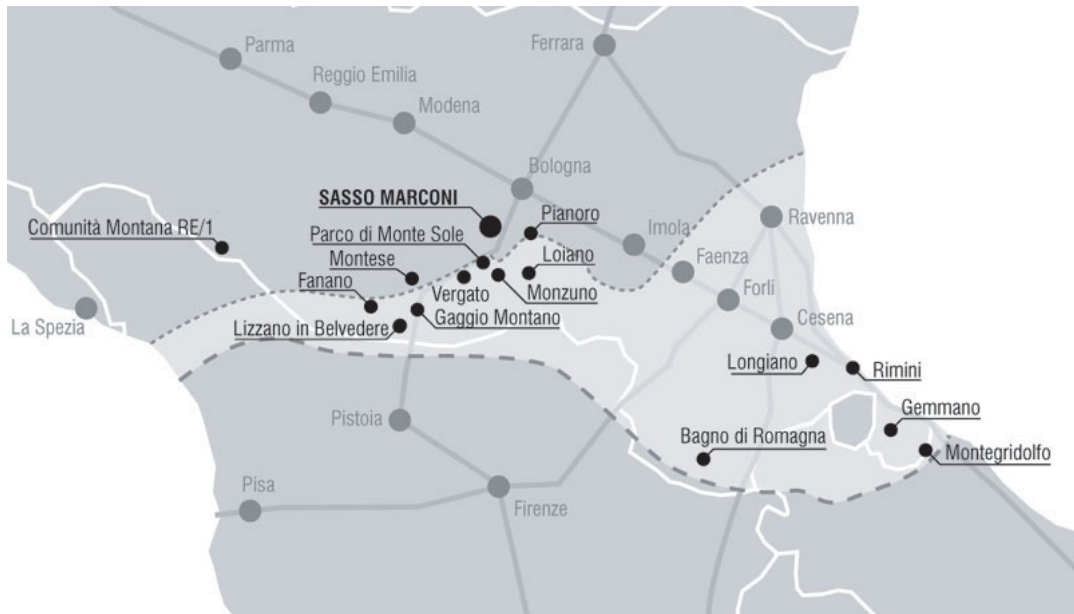 Ferrara
Parma
Reggio Emilia
Modena
Bologna
SASSO MARCONI
Pianoro
Ravenna
Comunità Montana RE/1
Parco di Monte Sole
Imola
Montese
Loiano
Faenza
Fanano
Vergato
Monzuno
Forli
La Spezia
Lizzano in Belvedere
Gaggio Montano
Cesena
Longiano
Rimini
Pistoia
Gemmano
Bagno di Romagna
Montegridolfo
Pisa
Firenze